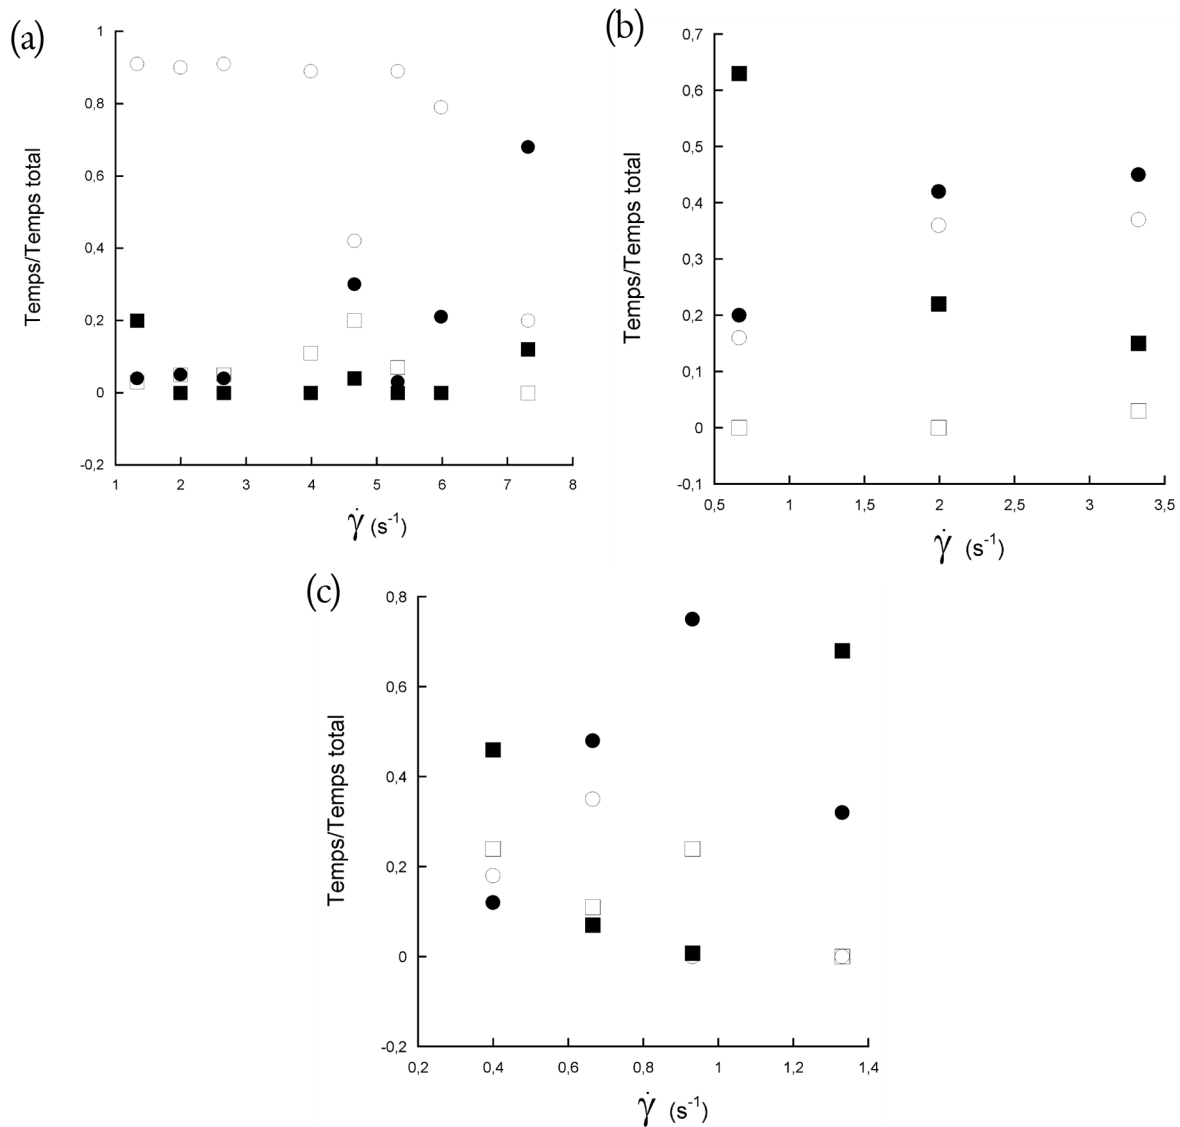 (a)
1
0,8
0,6
0,4
0,2
0
-0,2
Temps/Temps total
1 2 3 4 5 6 7 8
γ̇ (s⁻¹)
(b)
0,7
0,6
0,5
0,4
0,3
0,2
0,1
0
-0,1
Temps/Temps total
0,5 1 1,5 2 2,5 3 3,5
γ̇ (s⁻¹)
(c)
0,8
0,6
0,4
0,2
0
-0,2
Temps/Temps total
0,2 0,4 0,6 0,8 1 1,2 1,4
γ̇ (s⁻¹)